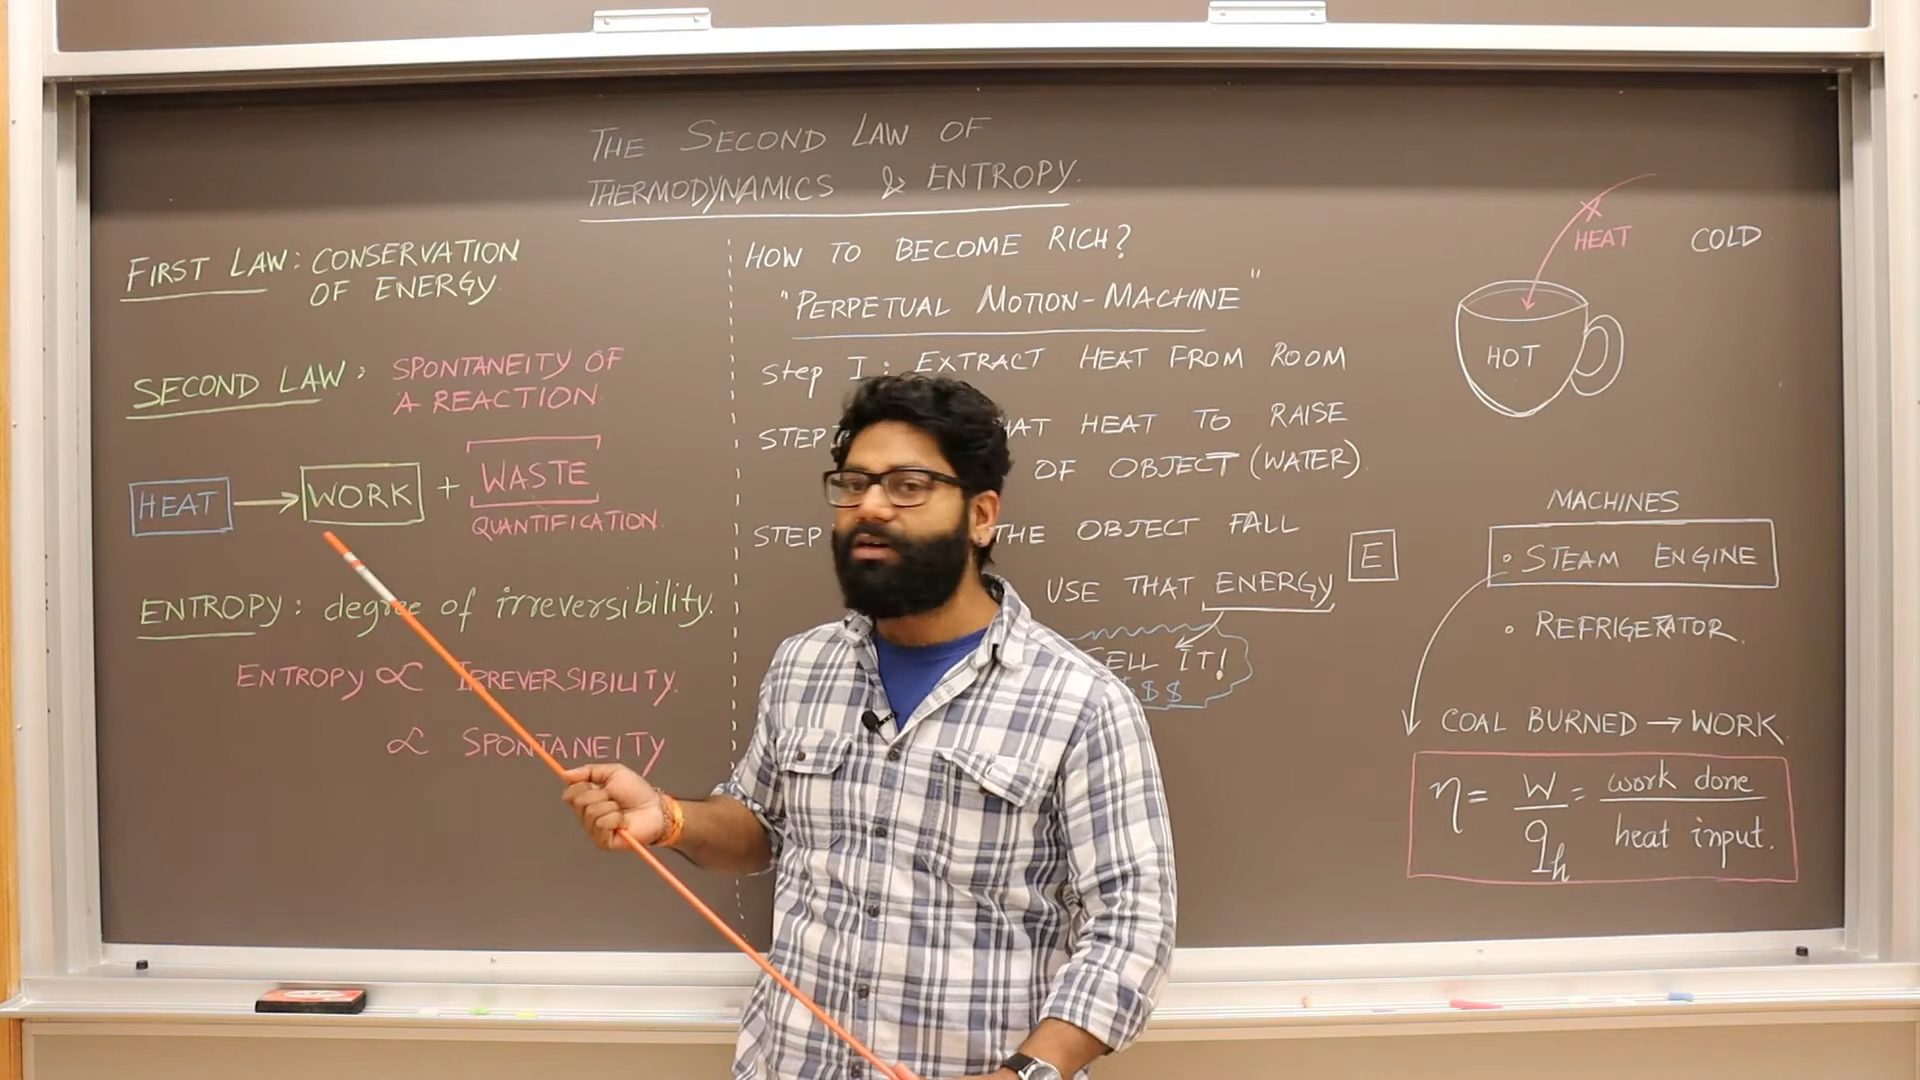 THE SECOND LAW OF
THERMODYNAMICS & ENTROPY.
FIRST LAW: CONSERVATION
OF ENERGY.
SECOND LAW: SPONTANEITY OF
A REACTION.
HEAT → WORK + WASTE
QUANTIFICATION.
ENTROPY: degree of irreversibility.
ENTROPY ∝ IRREVERSIBILITY.
∝ SPONTANEITY
HOW TO BECOME RICH?
"PERPETUAL MOTION-MACHINE"
Step I: EXTRACT HEAT FROM ROOM
STEP HEAT TO RAISE
OF OBJECT (WATER).
STEP THE OBJECT FALL
USE THAT ENERGY
E
IT!
$$
HEAT
COLD
HOT
MACHINES
• STEAM ENGINE
• REFRIGERATOR.
COAL BURNED → WORK.
η = W/qh = work done/heat input.